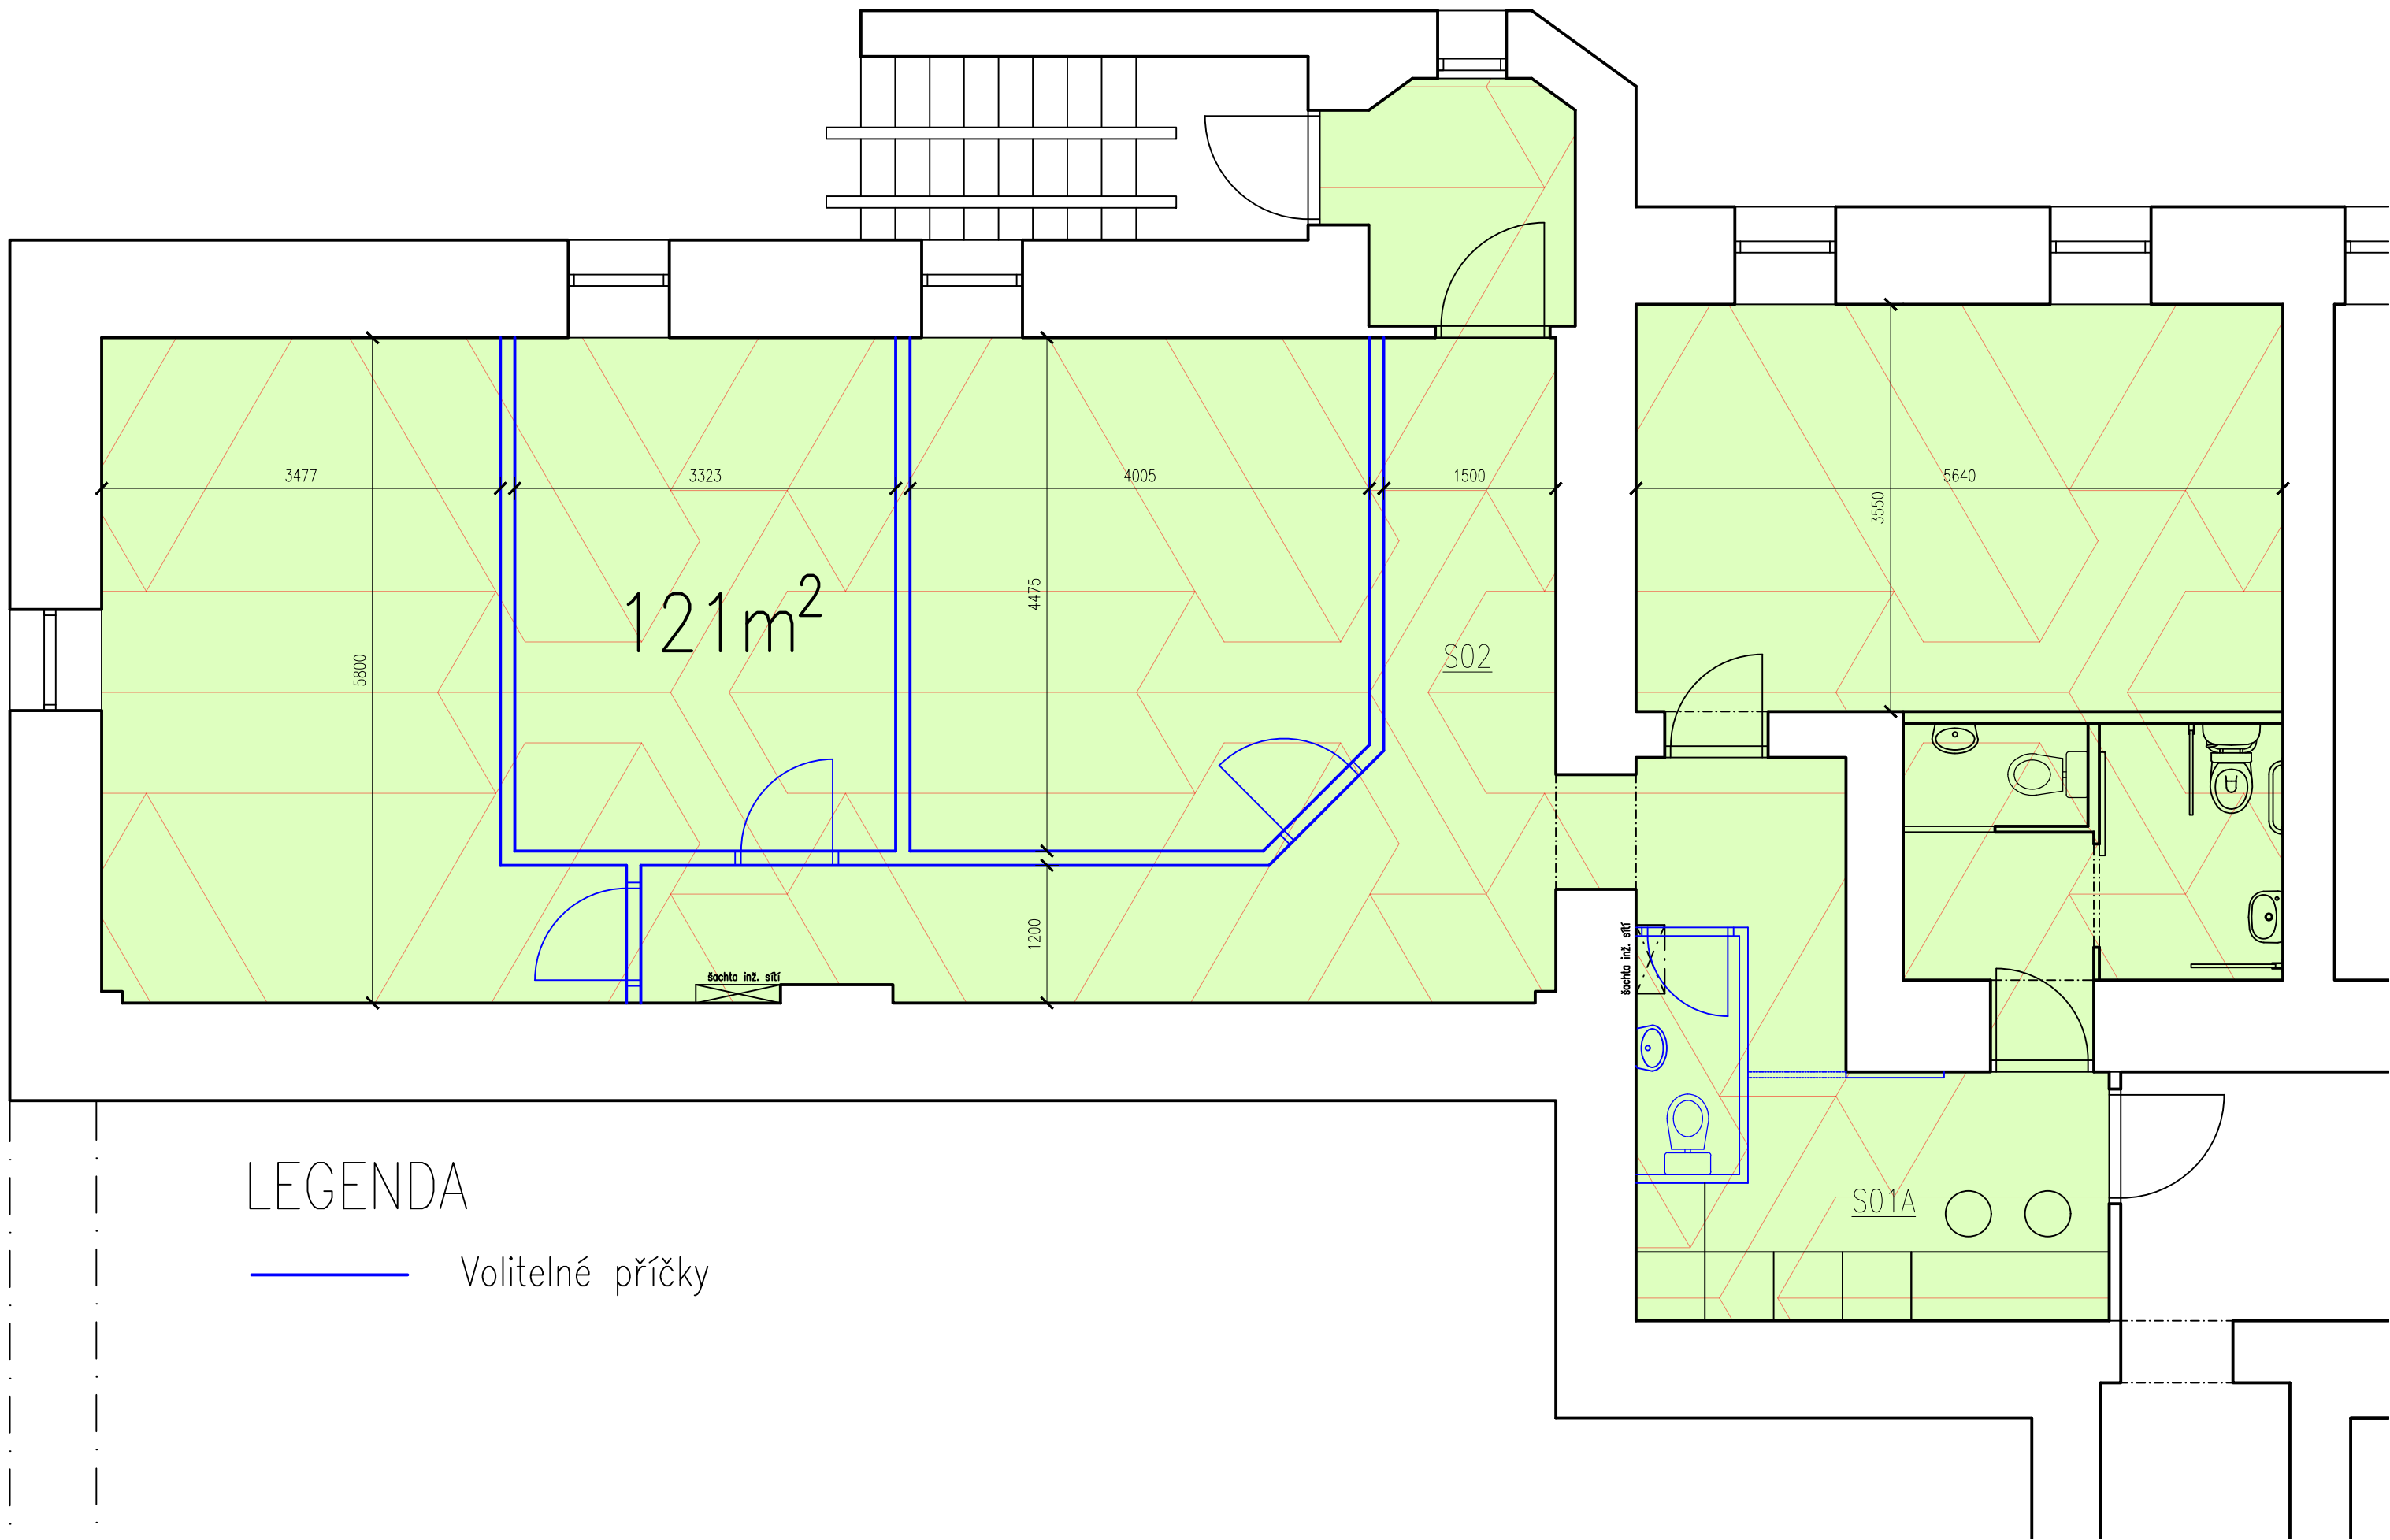 3477
3323
4005
1500
5640
3550
121m²
4475
5800
S02
1200
šachta inž. sítí
šachta inž. sítí
S01A
LEGENDA
Volitelné příčky